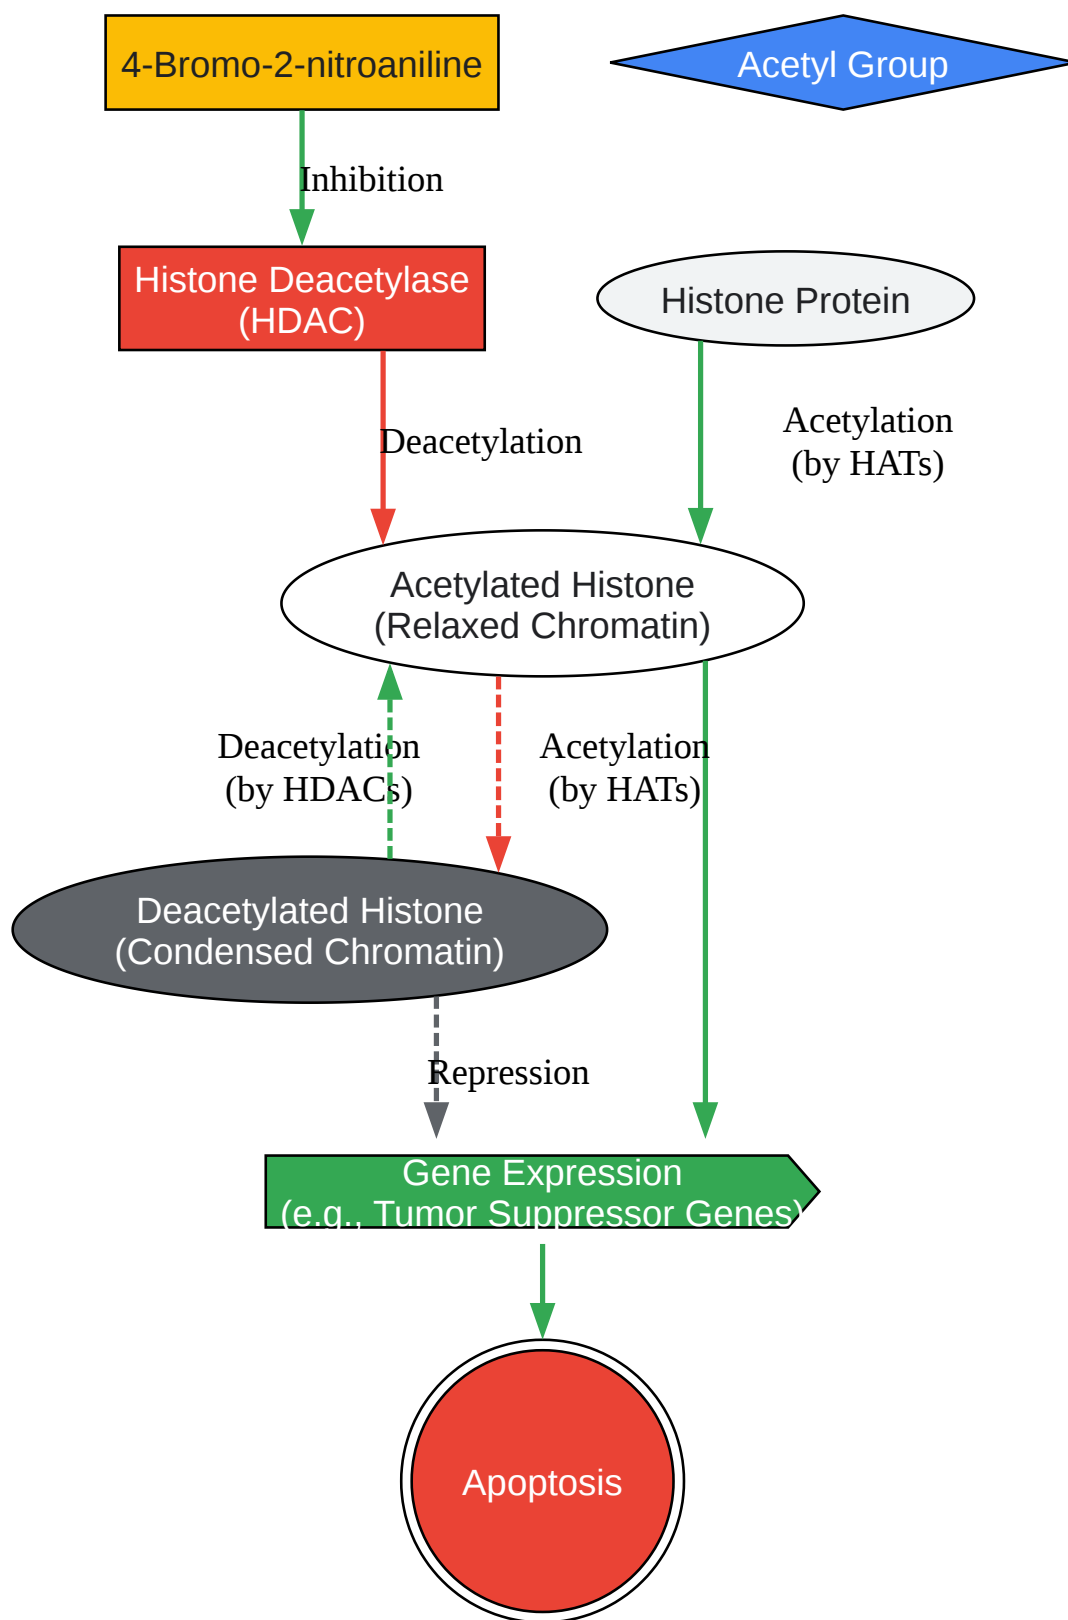 4-Bromo-2-nitroaniline
Acetyl Group
Inhibition
Histone Deacetylase
(HDAC)
Histone Protein
Deacetylation
Acetylation
(by HATs)
Acetylated Histone
(Relaxed Chromatin)
Deacetylation
(by HDACs)
Acetylation
(by HATs)
Deacetylated Histone
(Condensed Chromatin)
Repression
Gene Expression
(e.g., Tumor Suppressor Genes)
Apoptosis